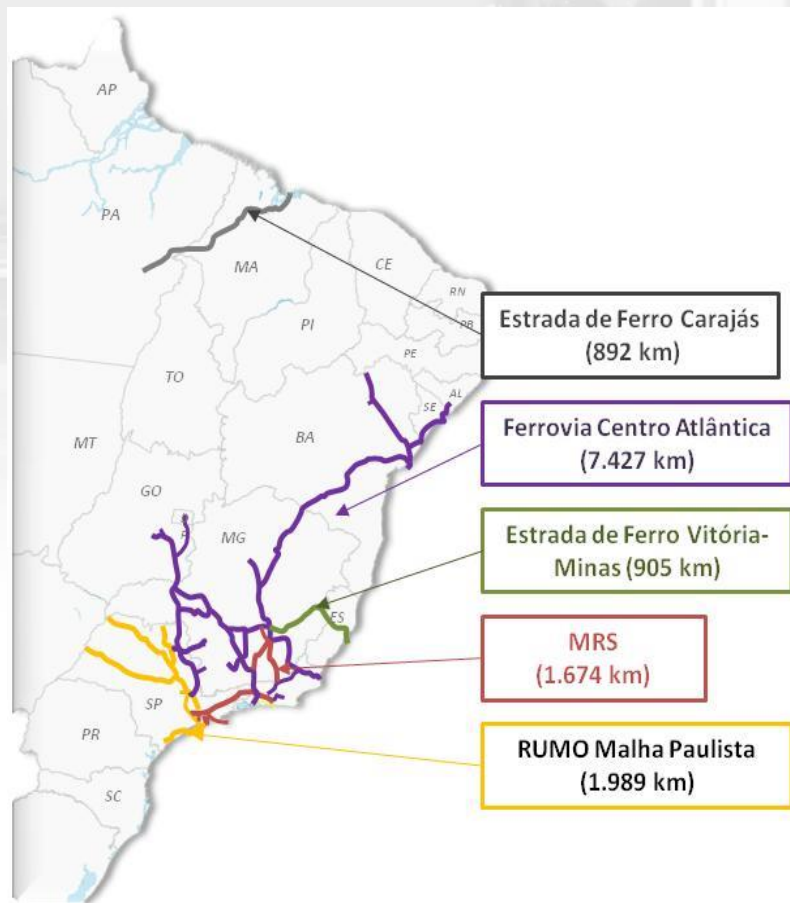 AP
PA
MA
CE
RN
PB
PI
PE
AL
SE
TO
BA
MT
GO
MG
ES
SP
PR
SC
Estrada de Ferro Carajás
(892 km)
Ferrovia Centro Atlântica
(7.427 km)
Estrada de Ferro Vitória-
Minas (905 km)
MRS
(1.674 km)
RUMO Malha Paulista
(1.989 km)